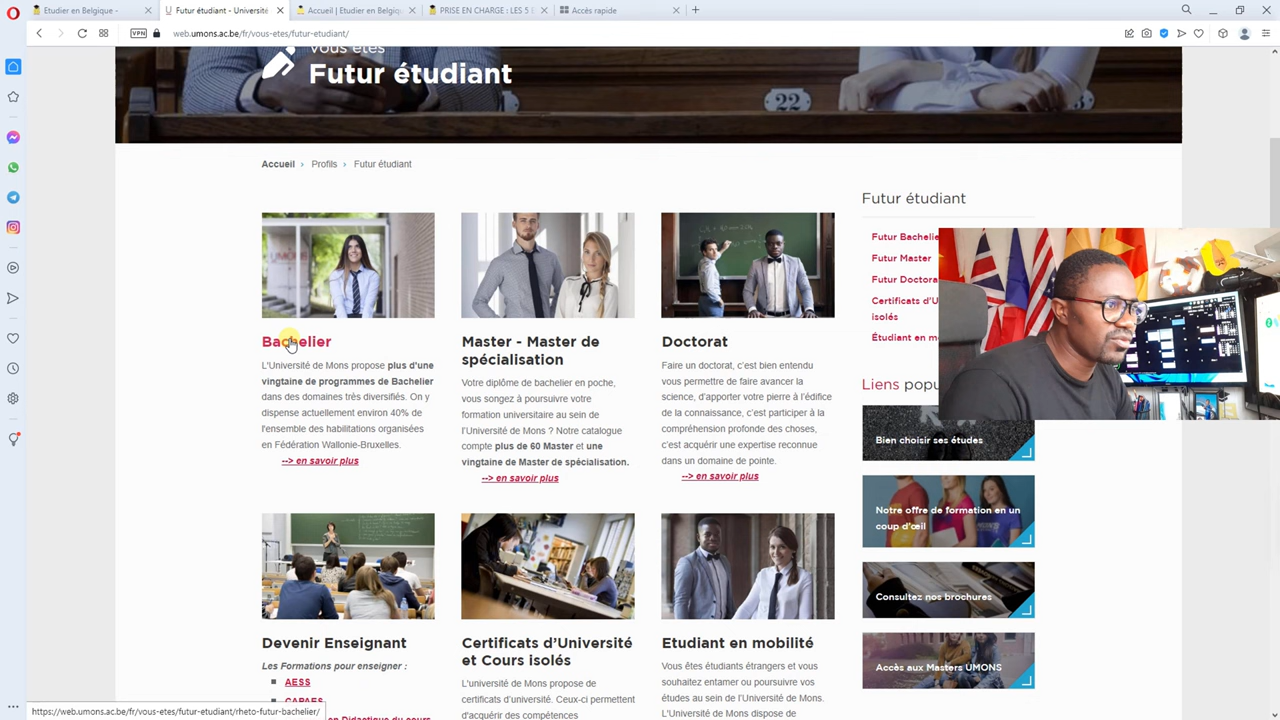 Etudier en Belgique -
Futur étudiant - Université
Accueil | Etudier en Belgique
PRISE EN CHARGE : LES 5
Accès rapide
VPN
web.umons.ac.be/fr/vous-etes/futur-etudiant/
Vous êtes
Futur étudiant
22
Accueil › Profils › Futur étudiant
Bachelier
L'Université de Mons propose plus d'une
vingtaine de programmes de Bachelier
dans des domaines très diversifiés. On y
dispense actuellement environ 40% de
l'ensemble des habilitations organisées
en Fédération Wallonie-Bruxelles.
--> en savoir plus
Master - Master de
spécialisation
Votre diplôme de bachelier en poche,
vous songez à poursuivre votre
formation universitaire au sein de
l'Université de Mons ? Notre catalogue
compte plus de 60 Master et une
vingtaine de Master de spécialisation.
--> en savoir plus
Doctorat
Faire un doctorat, c'est bien entendu
vous permettre de faire avancer la
science, d'apporter votre pierre à l'édifice
de la connaissance, c'est participer à la
compréhension profonde des choses,
c'est acquérir une expertise reconnue
dans un domaine de pointe.
--> en savoir plus
Devenir Enseignant
Les Formations pour enseigner :
AESS
CAPAES
en Didactique du cours
Certificats d'Université
et Cours isolés
L'université de Mons propose de
certificats d'université. Ceux-ci permettent
d'acquérir des compétences
Etudiant en mobilité
Vous êtes étudiants étrangers et vous
souhaitez entamer ou poursuivre vos
études au sein de l'Université de Mons.
L'Université de Mons dispose de
Futur étudiant
Futur Bachelie
Futur Master
Futur Doctora
Certificats d'U
isolés
Étudiant en m
Liens popu
Bien choisir ses études
Notre offre de formation en un
coup d'œil
Consultez nos brochures
Accès aux Masters UMONS
https://web.umons.ac.be/fr/vous-etes/futur-etudiant/rheto-futur-bachelier/